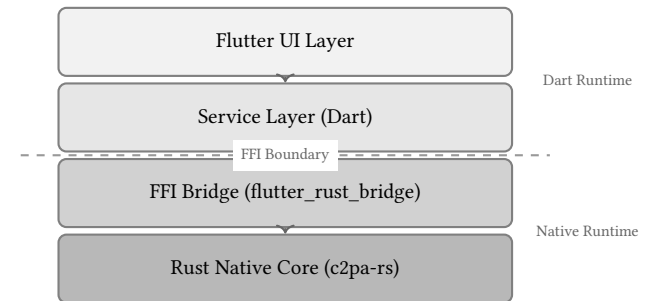 Flutter UI Layer
Dart Runtime
Service Layer (Dart)
FFI Boundary
FFI Bridge (flutter_rust_bridge)
Native Runtime
Rust Native Core (c2pa-rs)